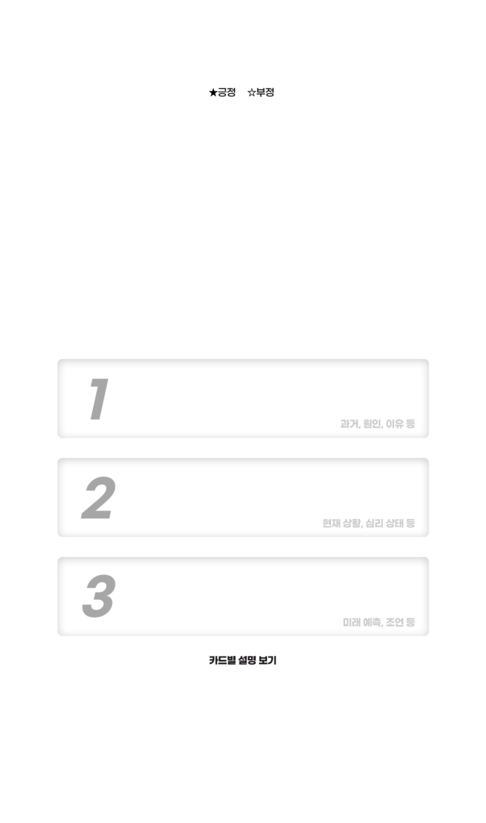 ★긍정 ☆부정
1
과거, 원인, 이유 등
2
현재 상황, 심리 상태 등
3
미래 예측, 조언 등
카드별 설명 보기